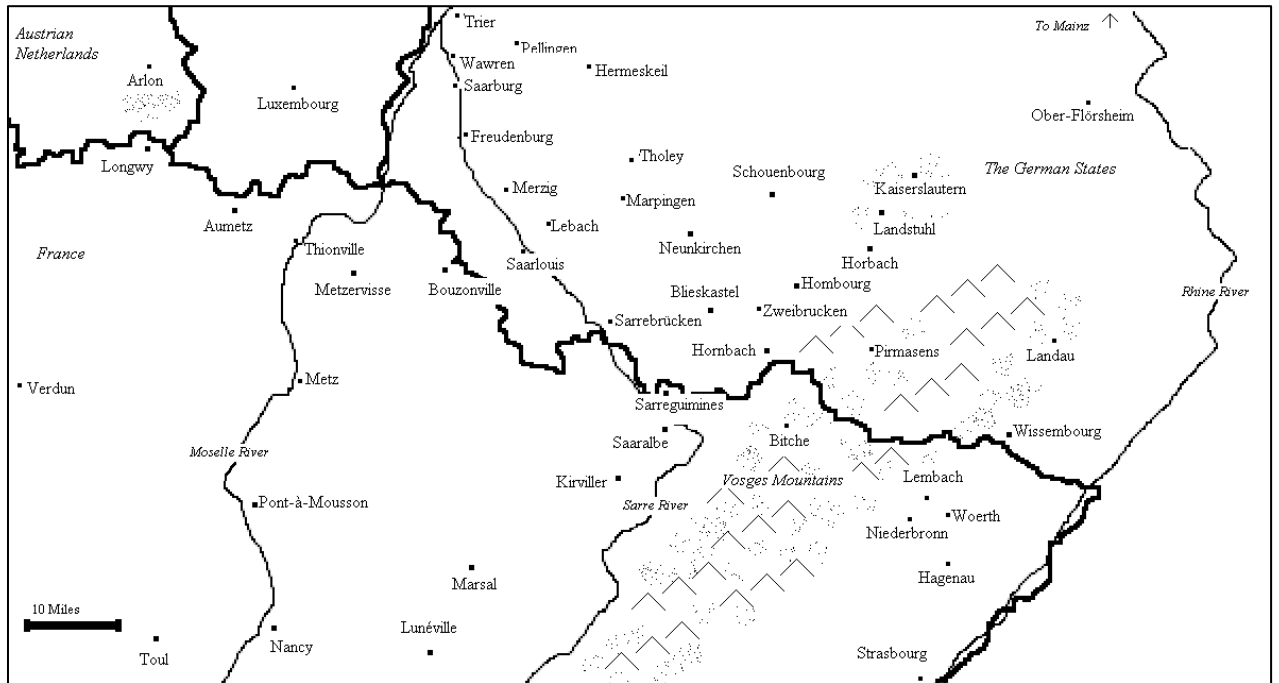 Austrian
Netherlands
Trier
To Mainz
Pellingen
Wawren
Hermeskeil
Arlon
Saarburg
Luxembourg
Ober-Flörsheim
Freudenburg
Longwy
Tholey
The German States
Schouenbourg
Kaiserslautern
Merzig
Marpingen
Aumetz
Lebach
Landstuhl
France
Thionville
Neunkirchen
Saarlouis
Horbach
Metzervisse
Bouzonville
Hombourg
Blieskastel
Rhine River
Zweibrucken
Sarrebrücken
Hornbach
Pirmasens
Landau
Verdun
Metz
Sarreguimines
Saaralbe
Bitche
Wissembourg
Moselle River
Kirviller
Vosges Mountains
Lembach
Pont-à-Mousson
Sarre River
Woerth
Niederbronn
Marsal
Hagenau
10 Miles
Lunéville
Nancy
Toul
Strasbourg